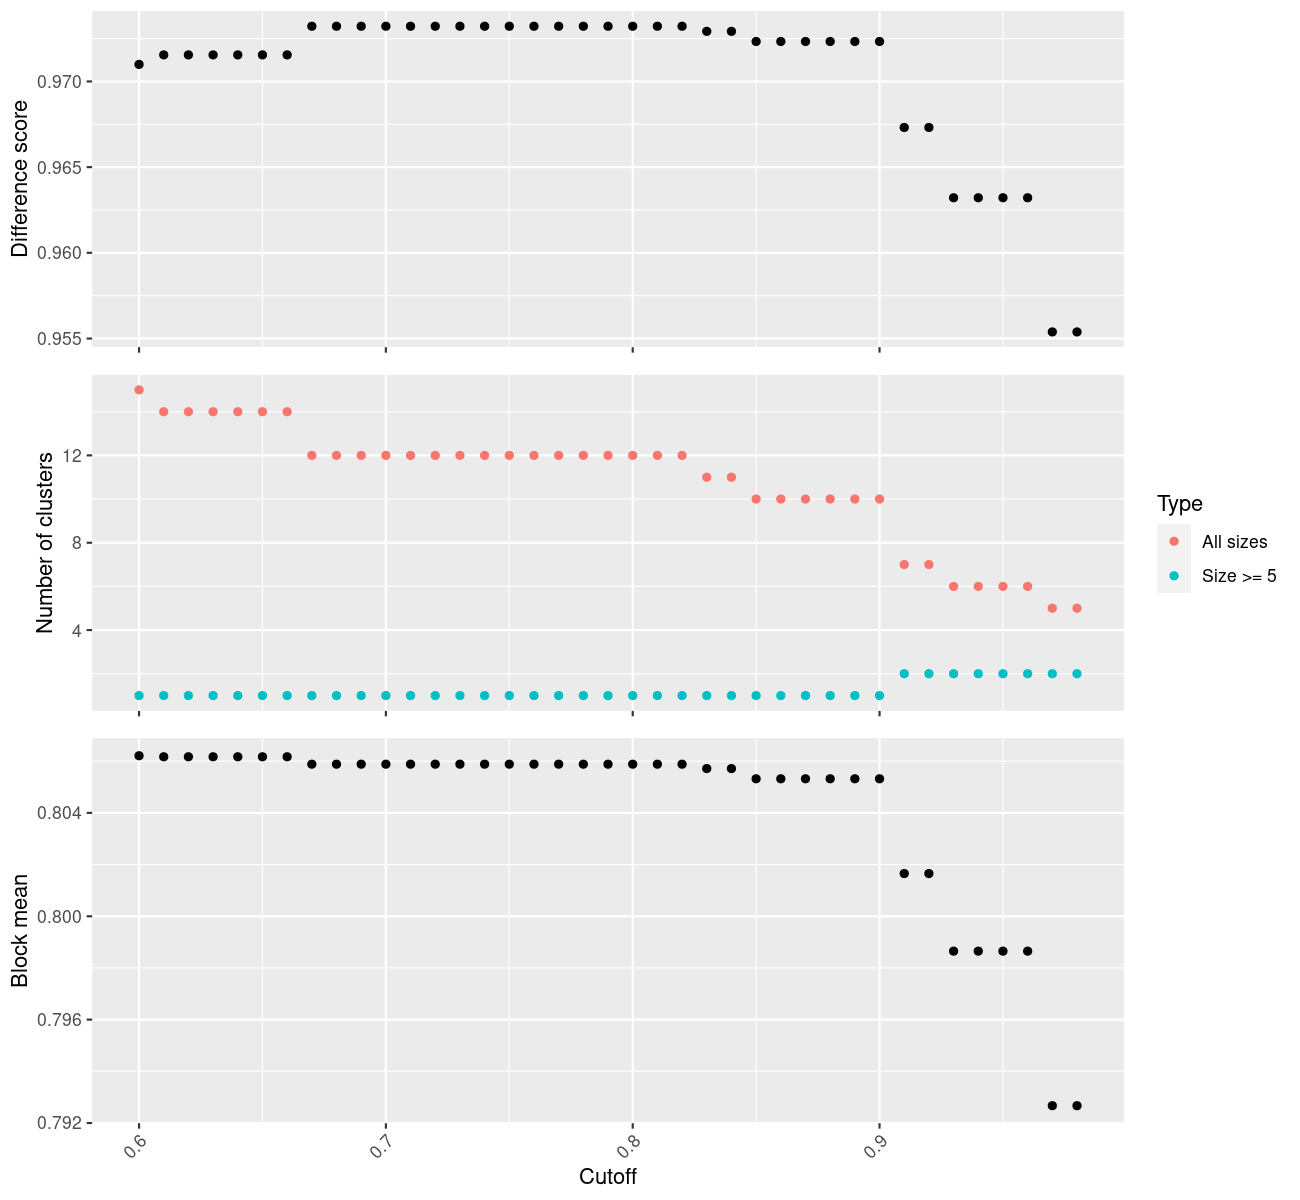 Difference score
0.970
0.965
0.960
0.955
Number of clusters
12
8
4
Type
All sizes
Size >= 5
Block mean
0.804
0.800
0.796
0.792
0.6
0.7
0.8
0.9
Cutoff